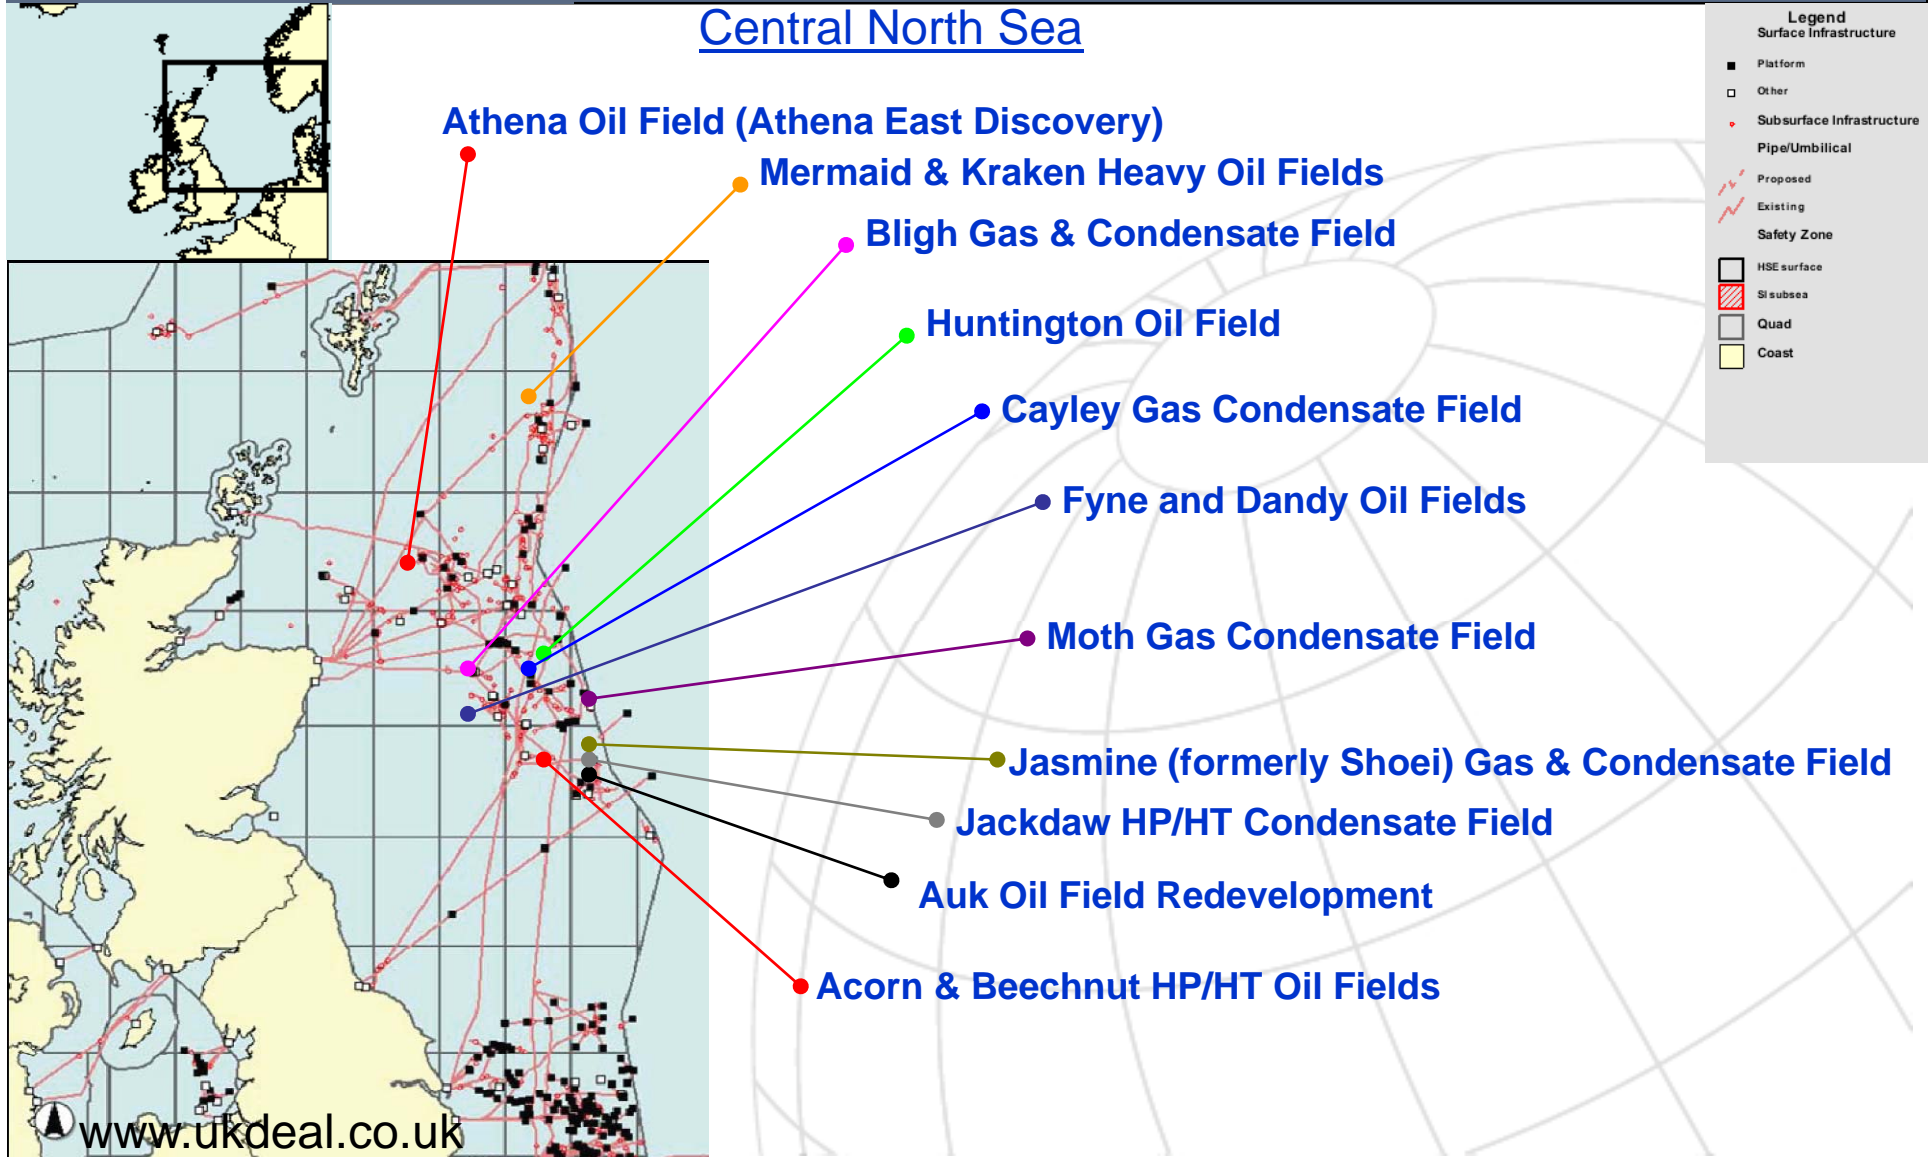 Central North Sea
Legend
Surface Infrastructure
Platform
Other
Subsurface Infrastructure
Pipe/Umbilical
Proposed
Existing
Safety Zone
HSE surface
SI subsea
Quad
Coast
Athena Oil Field (Athena East Discovery)
Mermaid & Kraken Heavy Oil Fields
Bligh Gas & Condensate Field
Huntington Oil Field
Cayley Gas Condensate Field
Fyne and Dandy Oil Fields
Moth Gas Condensate Field
Jasmine (formerly Shoei) Gas & Condensate Field
Jackdaw HP/HT Condensate Field
Auk Oil Field Redevelopment
Acorn & Beechnut HP/HT Oil Fields
www.ukdeal.co.uk